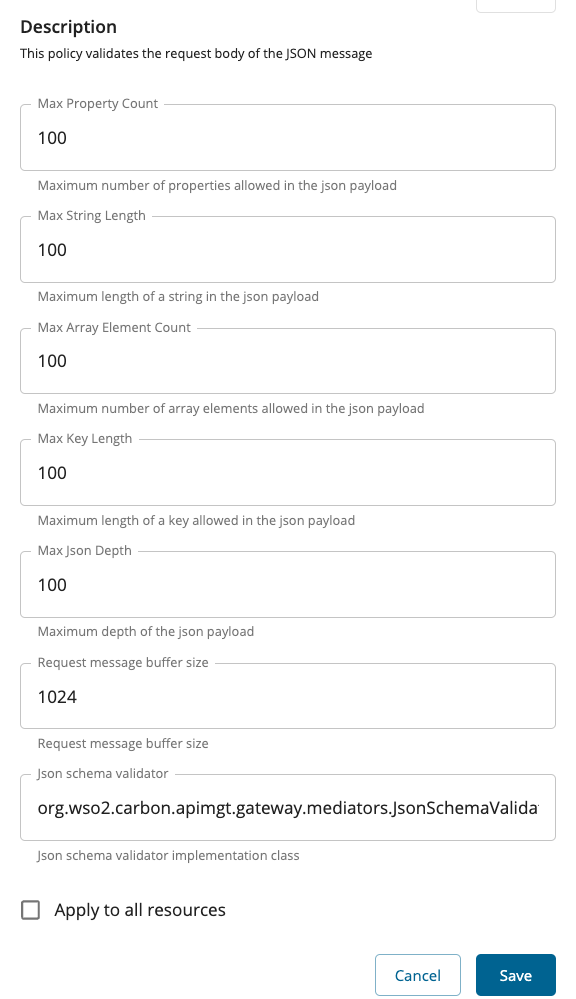 Description
This policy validates the request body of the JSON message
Max Property Count
100
Maximum number of properties allowed in the json payload
Max String Length
100
Maximum length of a string in the json payload
Max Array Element Count
100
Maximum number of array elements allowed in the json payload
Max Key Length
100
Maximum length of a key allowed in the json payload
Max Json Depth
100
Maximum depth of the json payload
Request message buffer size
1024
Request message buffer size
Json schema validator
org.wso2.carbon.apimgt.gateway.mediators.JsonSchemaValida
Json schema validator implementation class
Apply to all resources
Cancel
Save